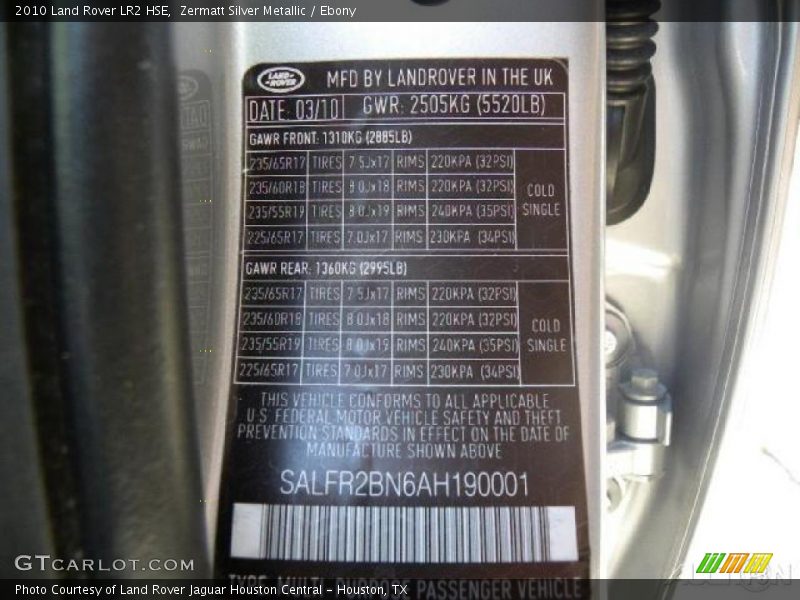 2010 Land Rover LR2 HSE, Zermatt Silver Metallic / Ebony
LAND-ROVER MFD BY LANDROVER IN THE UK
DATE: 03/10 GWR: 2505KG (5520LB)
GAWR FRONT: 1310KG (2885LB)
235/65R17 TIRES 7.5Jx17 RIMS 220KPA (32PSI)
235/60R18 TIRES 8.0Jx18 RIMS 220KPA (32PSI)
235/55R19 TIRES 8.0Jx19 RIMS 240KPA (35PSI)
225/65R17 TIRES 7.0Jx17 RIMS 230KPA (34PSI)
COLD
SINGLE
GAWR REAR: 1360KG (2995LB)
235/65R17 TIRES 7.5Jx17 RIMS 220KPA (32PSI)
235/60R18 TIRES 8.0Jx18 RIMS 220KPA (32PSI)
235/55R19 TIRES 8.0Jx19 RIMS 240KPA (35PSI)
225/65R17 TIRES 7.0Jx17 RIMS 230KPA (34PSI)
COLD
SINGLE
THIS VEHICLE CONFORMS TO ALL APPLICABLE
U.S. FEDERAL MOTOR VEHICLE SAFETY AND THEFT
PREVENTION STANDARDS IN EFFECT ON THE DATE OF
MANUFACTURE SHOWN ABOVE
SALFR2BN6AH190001
TYPE: MULTI-PURPOSE PASSENGER VEHICLE
GTCARLOT.COM
Photo Courtesy of Land Rover Jaguar Houston Central - Houston, TX